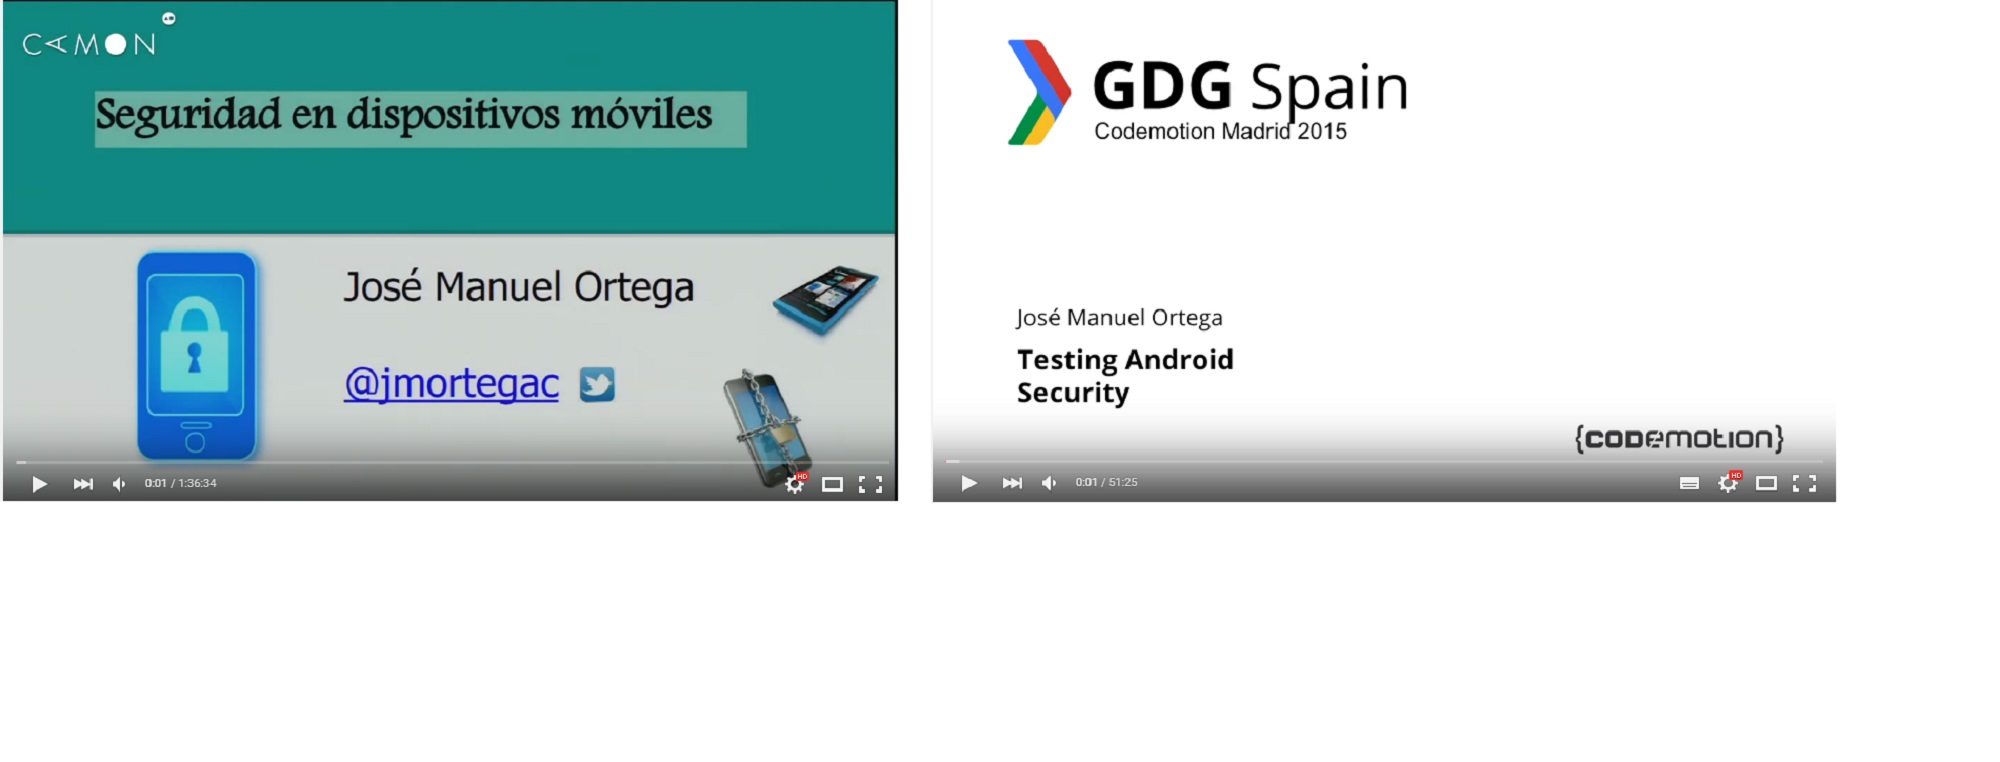 CAMON
Seguridad en dispositivos móviles
José Manuel Ortega
@jmortegac
HD
0:01 / 1:36:34
GDG Spain
Codemotion Madrid 2015
José Manuel Ortega
Testing Android
Security
{codemotion}
HD
0:01 / 51:25